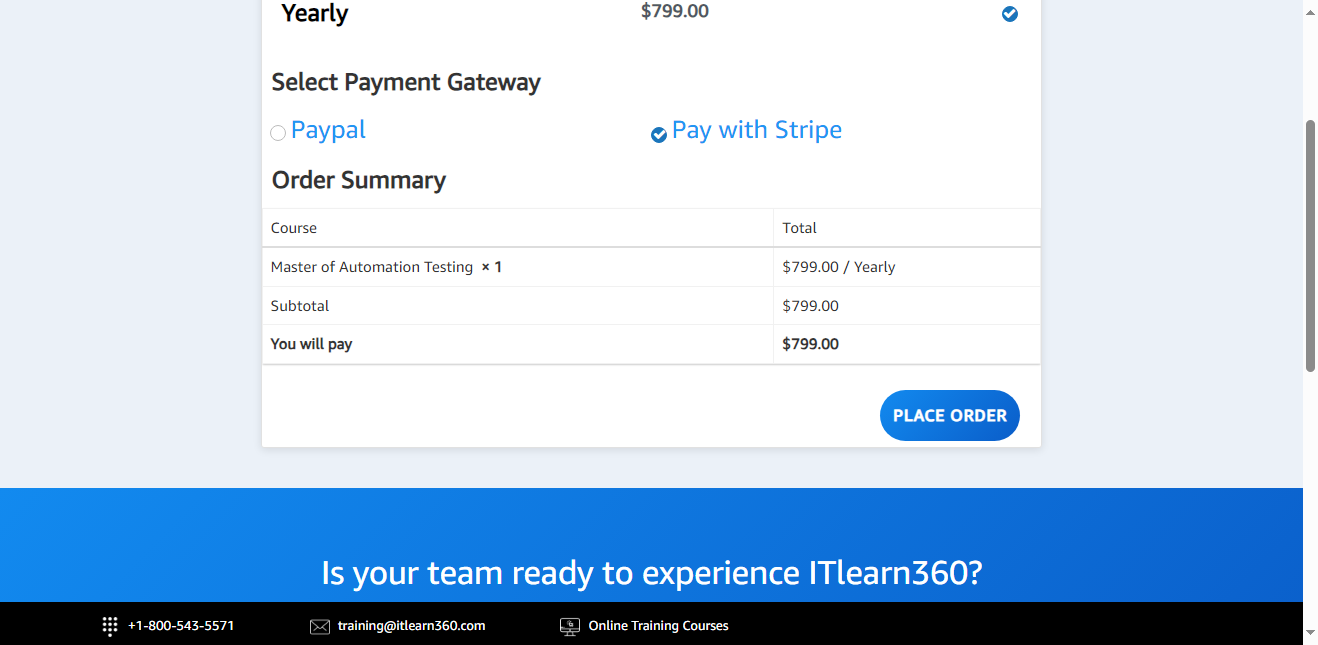 Yearly $799.00
Select Payment Gateway
Paypal Pay with Stripe
Order Summary
Course Total
Master of Automation Testing × 1 $799.00 / Yearly
Subtotal $799.00
You will pay $799.00
PLACE ORDER
Is your team ready to experience ITlearn360?
+1-800-543-5571 training@itlearn360.com Online Training Courses